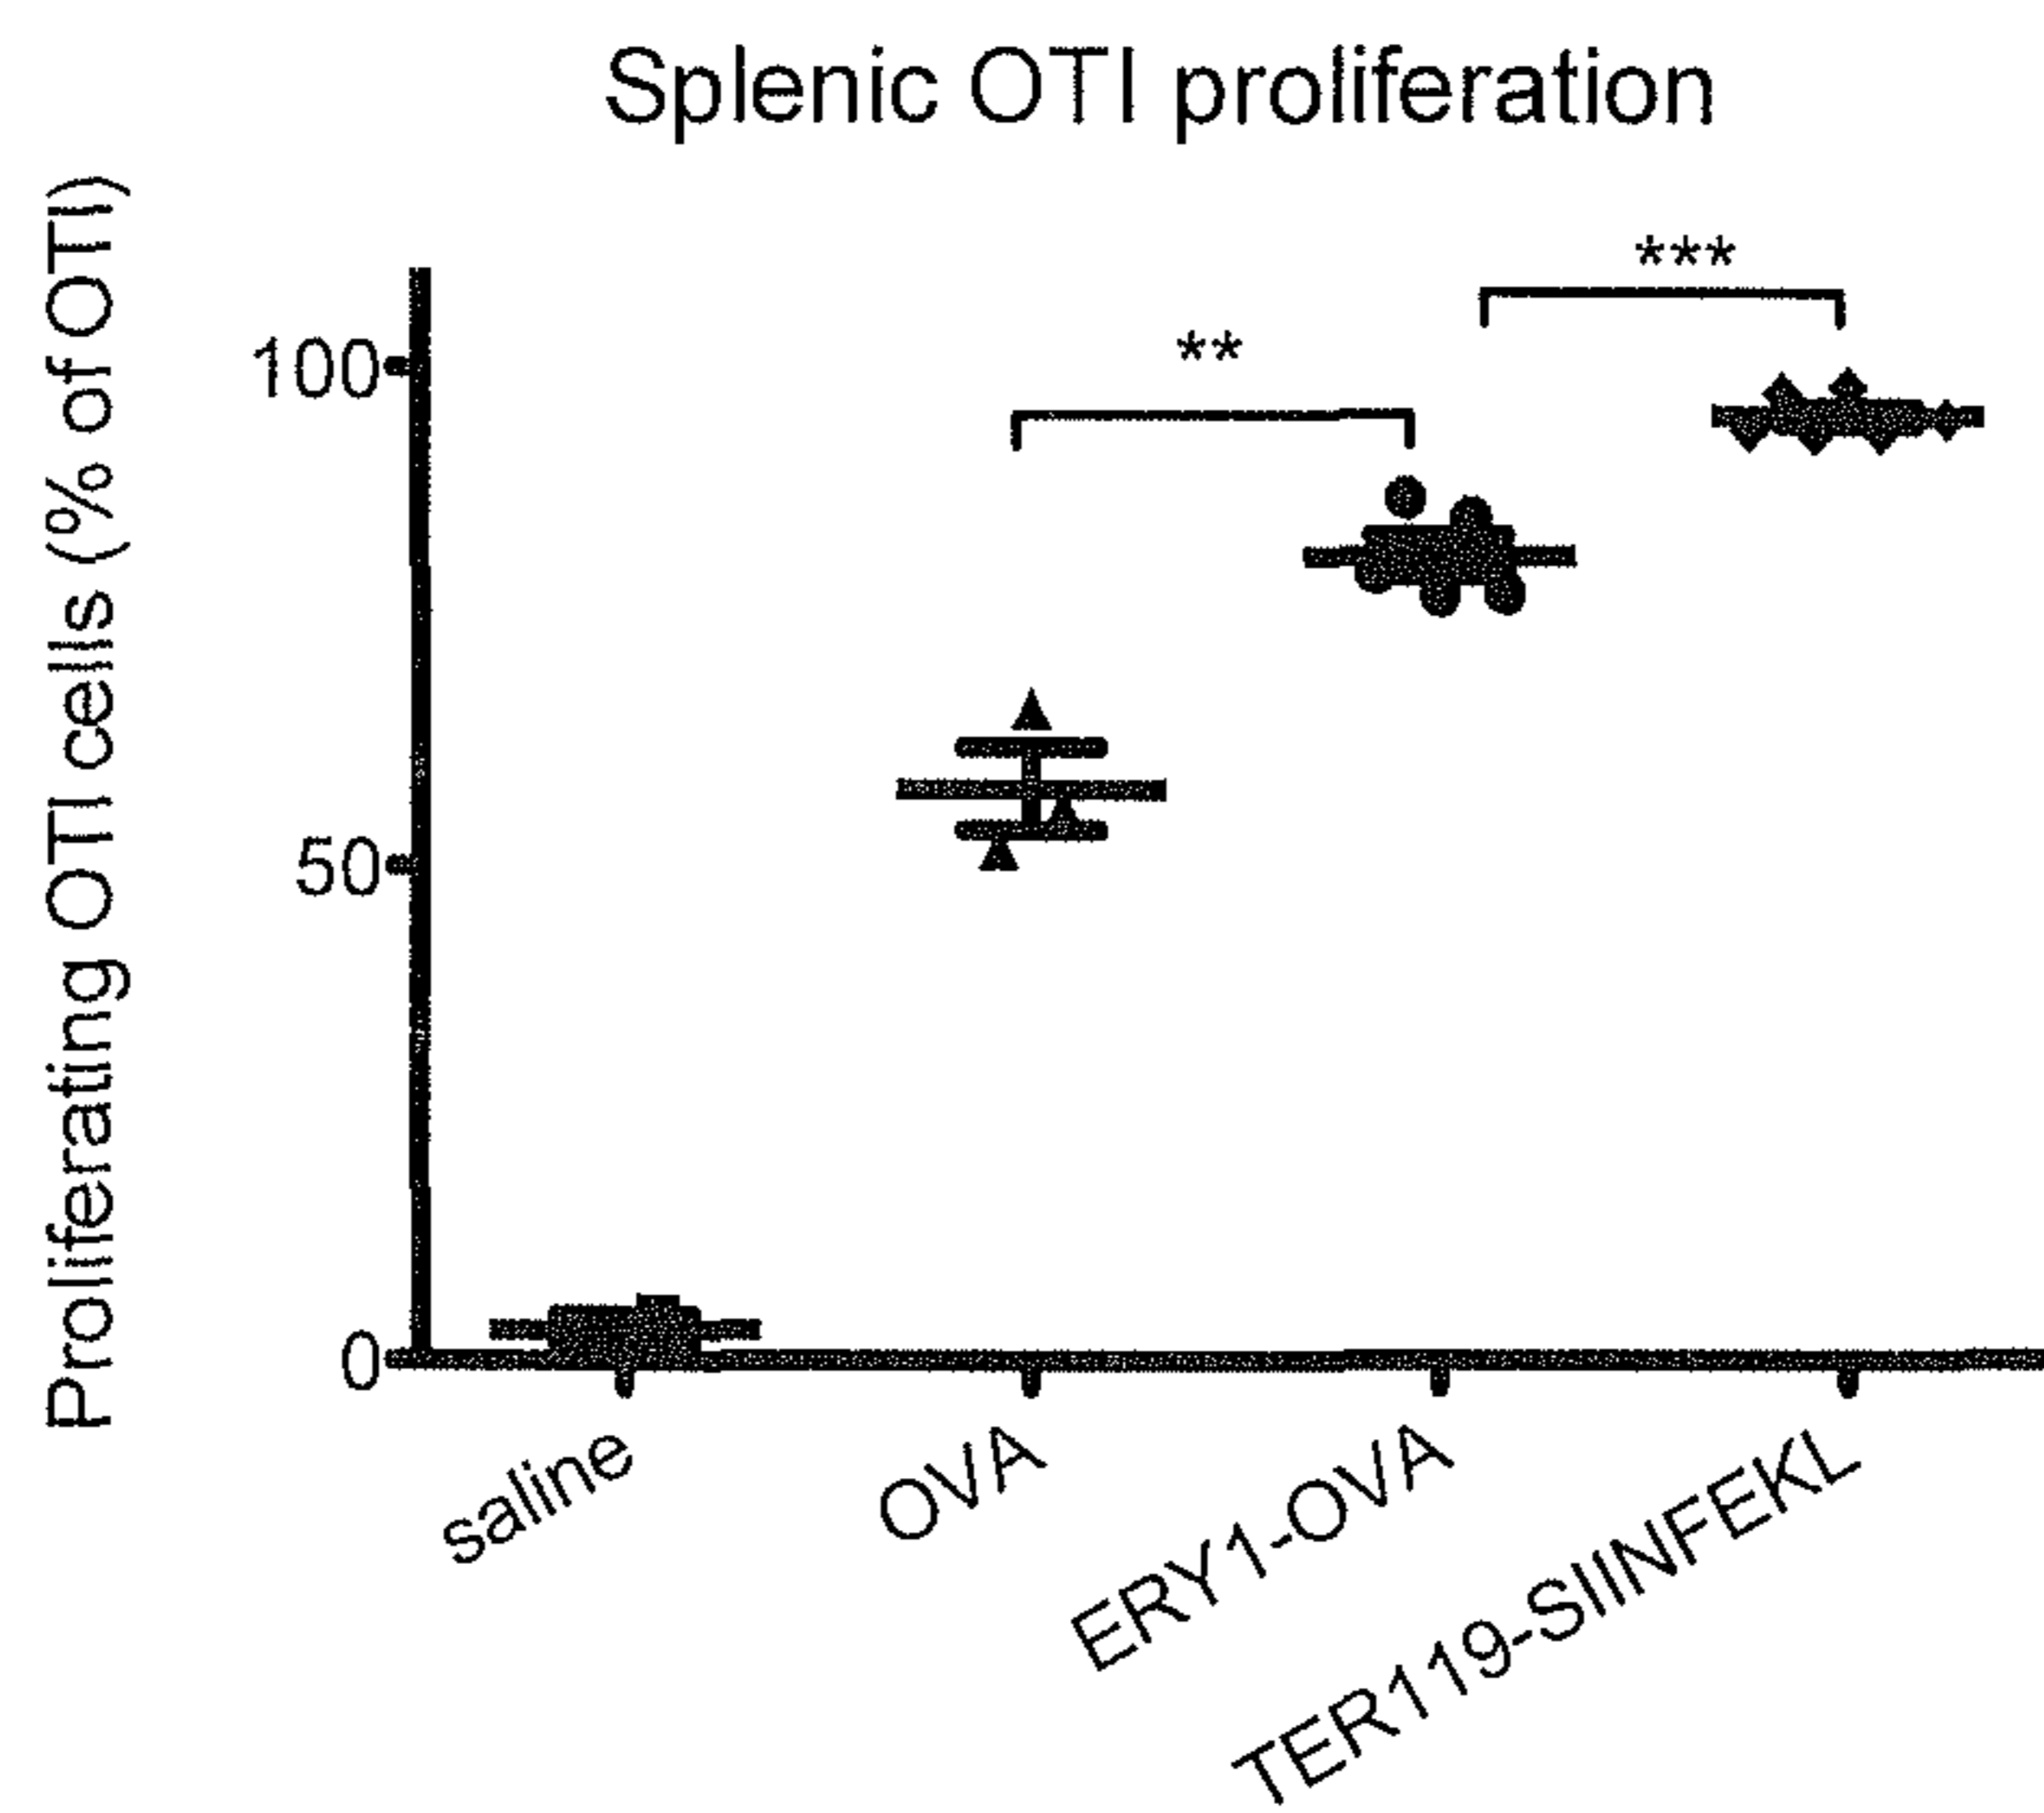 Splenic OTI proliferation
Proliferating OTI cells (% of OTI)
100
50
0
**
***
saline
OVA
ERY1-OVA
TER119-SIINFEKL